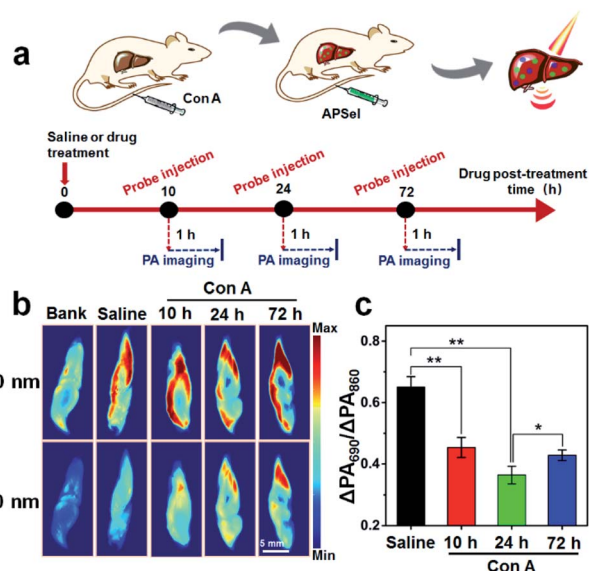 a
Con A
APSel
Saline or drug
treatment
Probe injection
Probe injection
Probe injection
Drug post-treatment
time (h)
0
10
24
72
1 h
1 h
1 h
PA imaging
PA imaging
PA imaging
b
Con A
Bank
Saline
10 h
24 h
72 h
Max
0 nm
0 nm
5 mm
Min
c
ΔPA690/ΔPA860
0.8
0.6
0.4
0.2
**
**
*
Saline
10 h
24 h
72 h
Con A